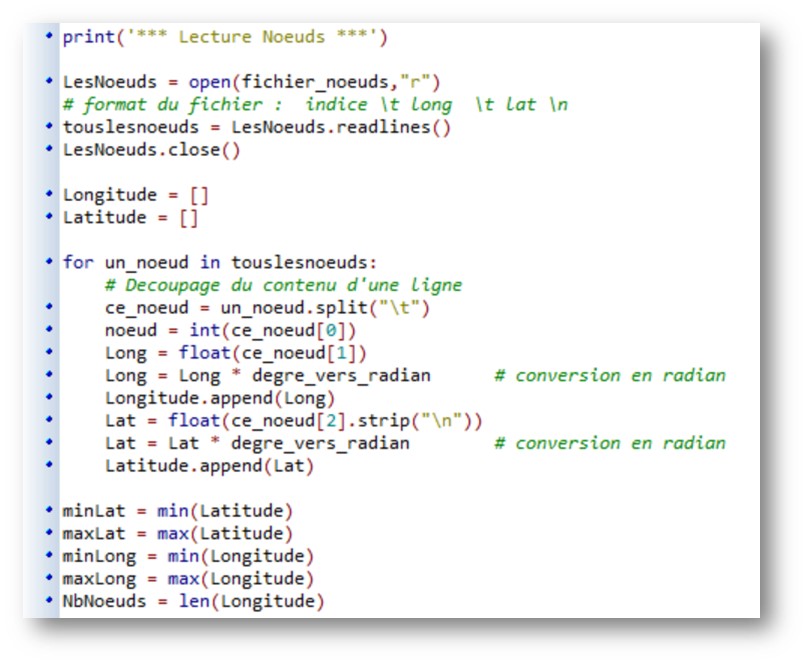 print('*** Lecture Noeuds ***')
LesNoeuds = open(fichier_noeuds,"r")
# format du fichier :  indice \t long  \t lat \n
touslesnoeuds = LesNoeuds.readlines()
LesNoeuds.close()
Longitude = []
Latitude = []
for un_noeud in touslesnoeuds:
    # Decoupage du contenu d'une ligne
    ce_noeud = un_noeud.split("\t")
    noeud = int(ce_noeud[0])
    Long = float(ce_noeud[1])
    Long = Long * degre_vers_radian      # conversion en radian
    Longitude.append(Long)
    Lat = float(ce_noeud[2].strip("\n"))
    Lat = Lat * degre_vers_radian        # conversion en radian
    Latitude.append(Lat)
minLat = min(Latitude)
maxLat = max(Latitude)
minLong = min(Longitude)
maxLong = max(Longitude)
NbNoeuds = len(Longitude)